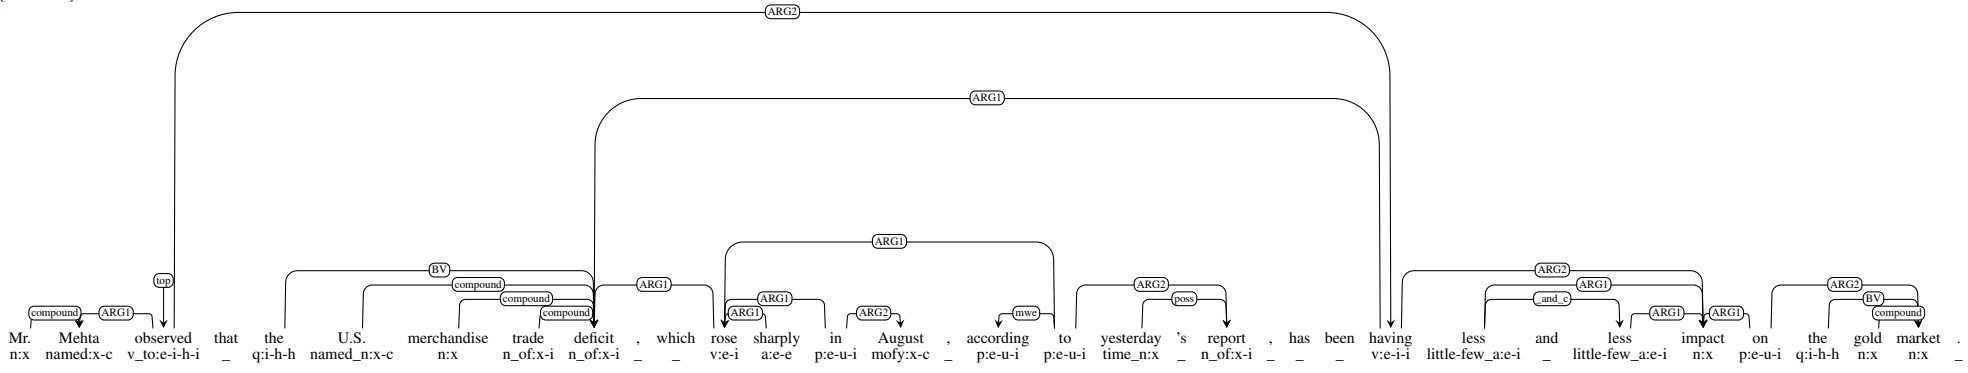 ARG2
ARG1
ARG1
BV ARG2
top compound ARG1 ARG1 ARG2 ARG1 ARG2
compound ARG1 poss _and_c BV
compound ARG1 compound ARG1 ARG2 mwe ARG1 ARG1 compound
Mr. Mehta observed that the U.S. merchandise trade deficit , which rose sharply in August , according to yesterday 's report , has been having less and less impact on the gold market .
n:x named:x-c v_to:e-i-h-i _ q:i-h-h named_n:x-c n:x n_of:x-i n_of:x-i _ _ v:e-i a:e-e p:e-u-i mofy:x-c _ p:e-u-i p:e-u-i time_n:x _ n_of:x-i _ _ _ v:e-i-i little-few_a:e-i _ little-few_a:e-i n:x p:e-u-i q:i-h-h n:x n:x _